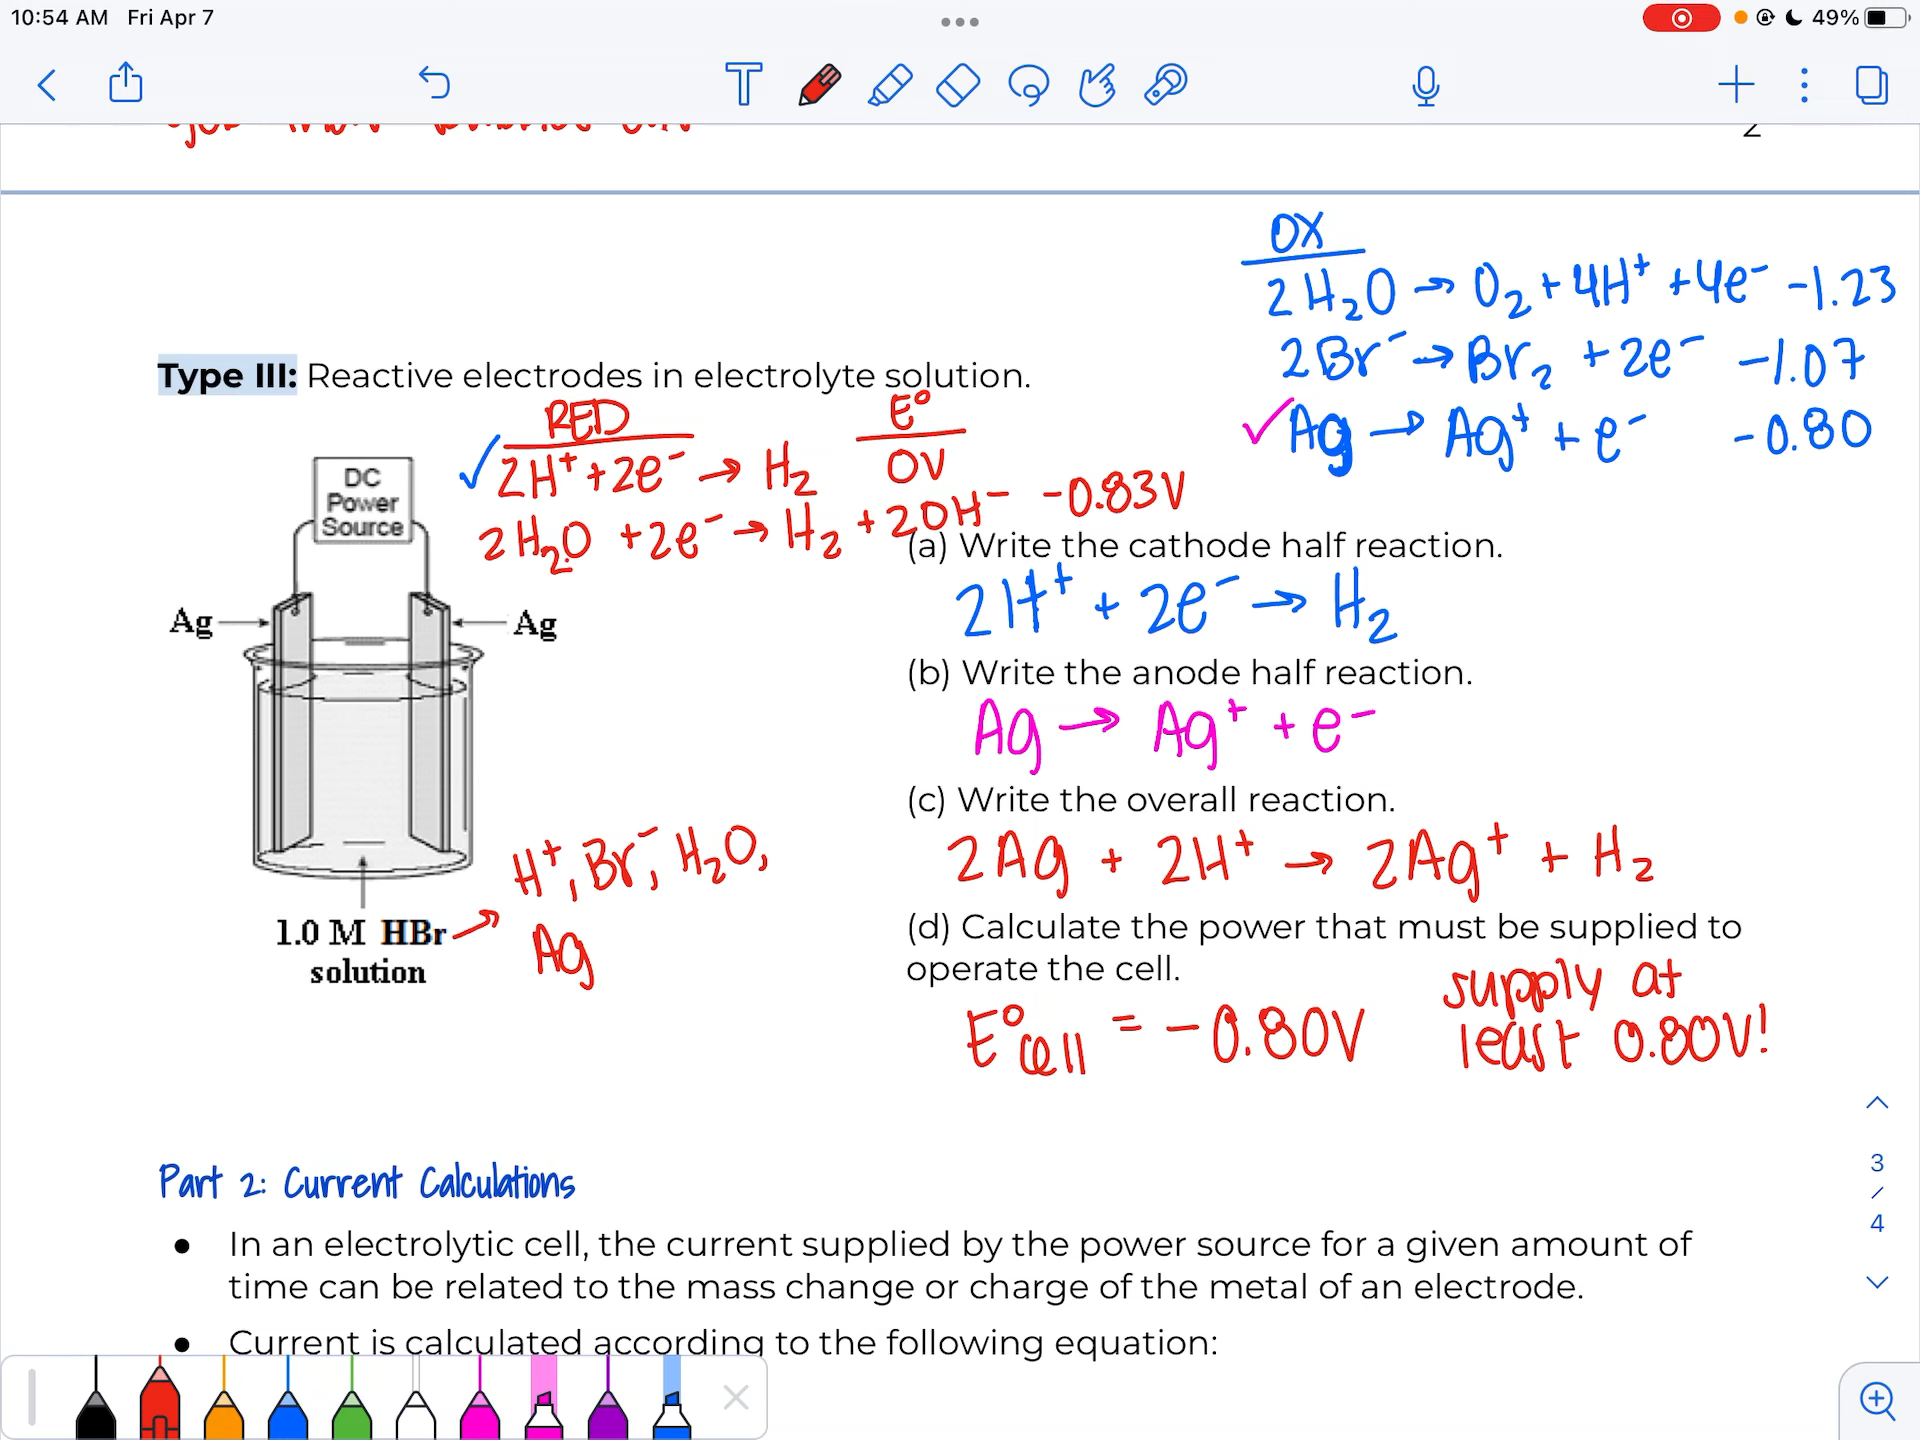 10:54 AM Fri Apr 7
49%
2
OX
2H₂O → O₂ + 4H⁺ + 4e⁻ -1.23
2Br⁻ → Br₂ + 2e⁻ -1.07
✓Ag → Ag⁺ + e⁻ -0.80
Type III: Reactive electrodes in electrolyte solution.
RED E°
✓2H⁺ + 2e⁻ → H₂ 0V
2H₂O + 2e⁻ → H₂ + 2OH⁻ -0.83V
DC
Power
Source
Ag
Ag
1.0 M HBr
solution
H⁺, Br⁻, H₂O,
Ag
(a) Write the cathode half reaction.
2H⁺ + 2e⁻ → H₂
(b) Write the anode half reaction.
Ag → Ag⁺ + e⁻
(c) Write the overall reaction.
2Ag + 2H⁺ → 2Ag⁺ + H₂
(d) Calculate the power that must be supplied to
operate the cell.
E°cell = -0.80V
supply at
least 0.80V!
Part 2: Current Calculations
• In an electrolytic cell, the current supplied by the power source for a given amount of
time can be related to the mass change or charge of the metal of an electrode.
• Current is calculated according to the following equation:
3
/
4